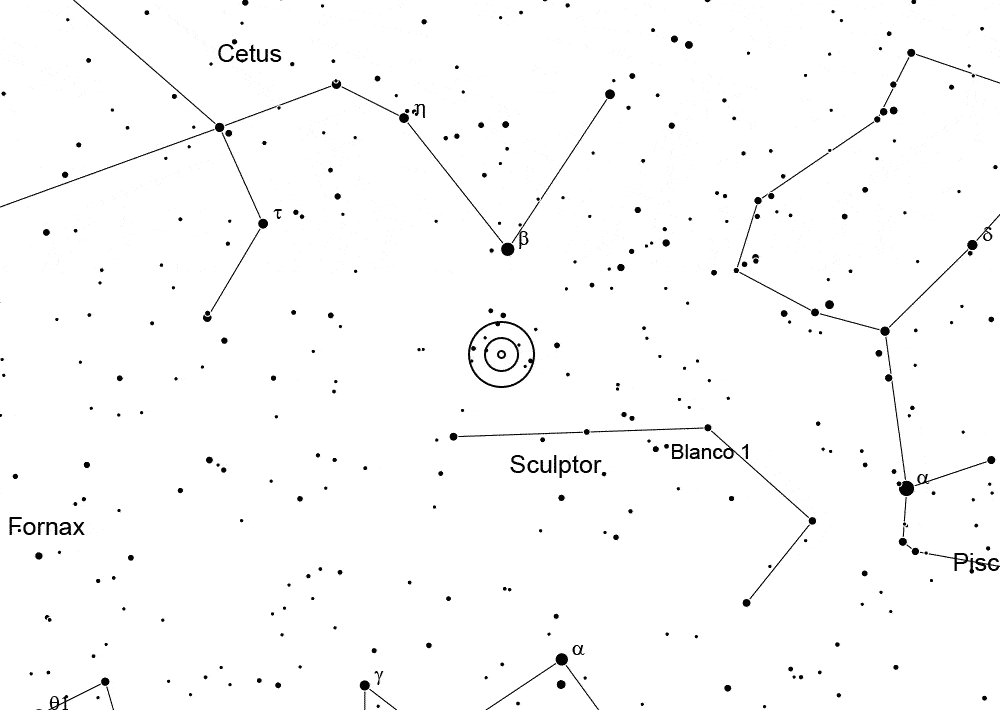 Cetus
η
τ
β
δ
Blanco 1
Sculptor
α
Fornax
Pisc
α
γ
θ1